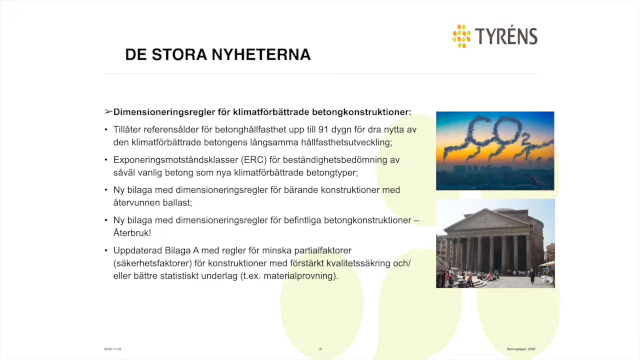 TYRÉNS
DE STORA NYHETERNA
➢Dimensioneringsregler för klimatförbättrade betongkonstruktioner:
• Tillåter referensålder för betonghållfasthet upp till 91 dygn för dra nytta av
den klimatförbättrade betongens långsamma hållfasthetsutveckling;
• Exponeringsmotståndsklasser (ERC) för beständighetsbedömning av
såväl vanlig betong som nya klimatförbättrade betongtyper;
• Ny bilaga med dimensioneringsregler för bärande konstruktioner med
återvunnen ballast;
• Ny bilaga med dimensioneringsregler för befintliga betongkonstruktioner –
Återbruk!
• Uppdaterad Bilaga A med regler för minska partialfaktorer
(säkerhetsfaktorer) för konstruktioner med förstärkt kvalitetssäkring och/
eller bättre statistiskt underlag (t.ex. materialprovning).
CO2